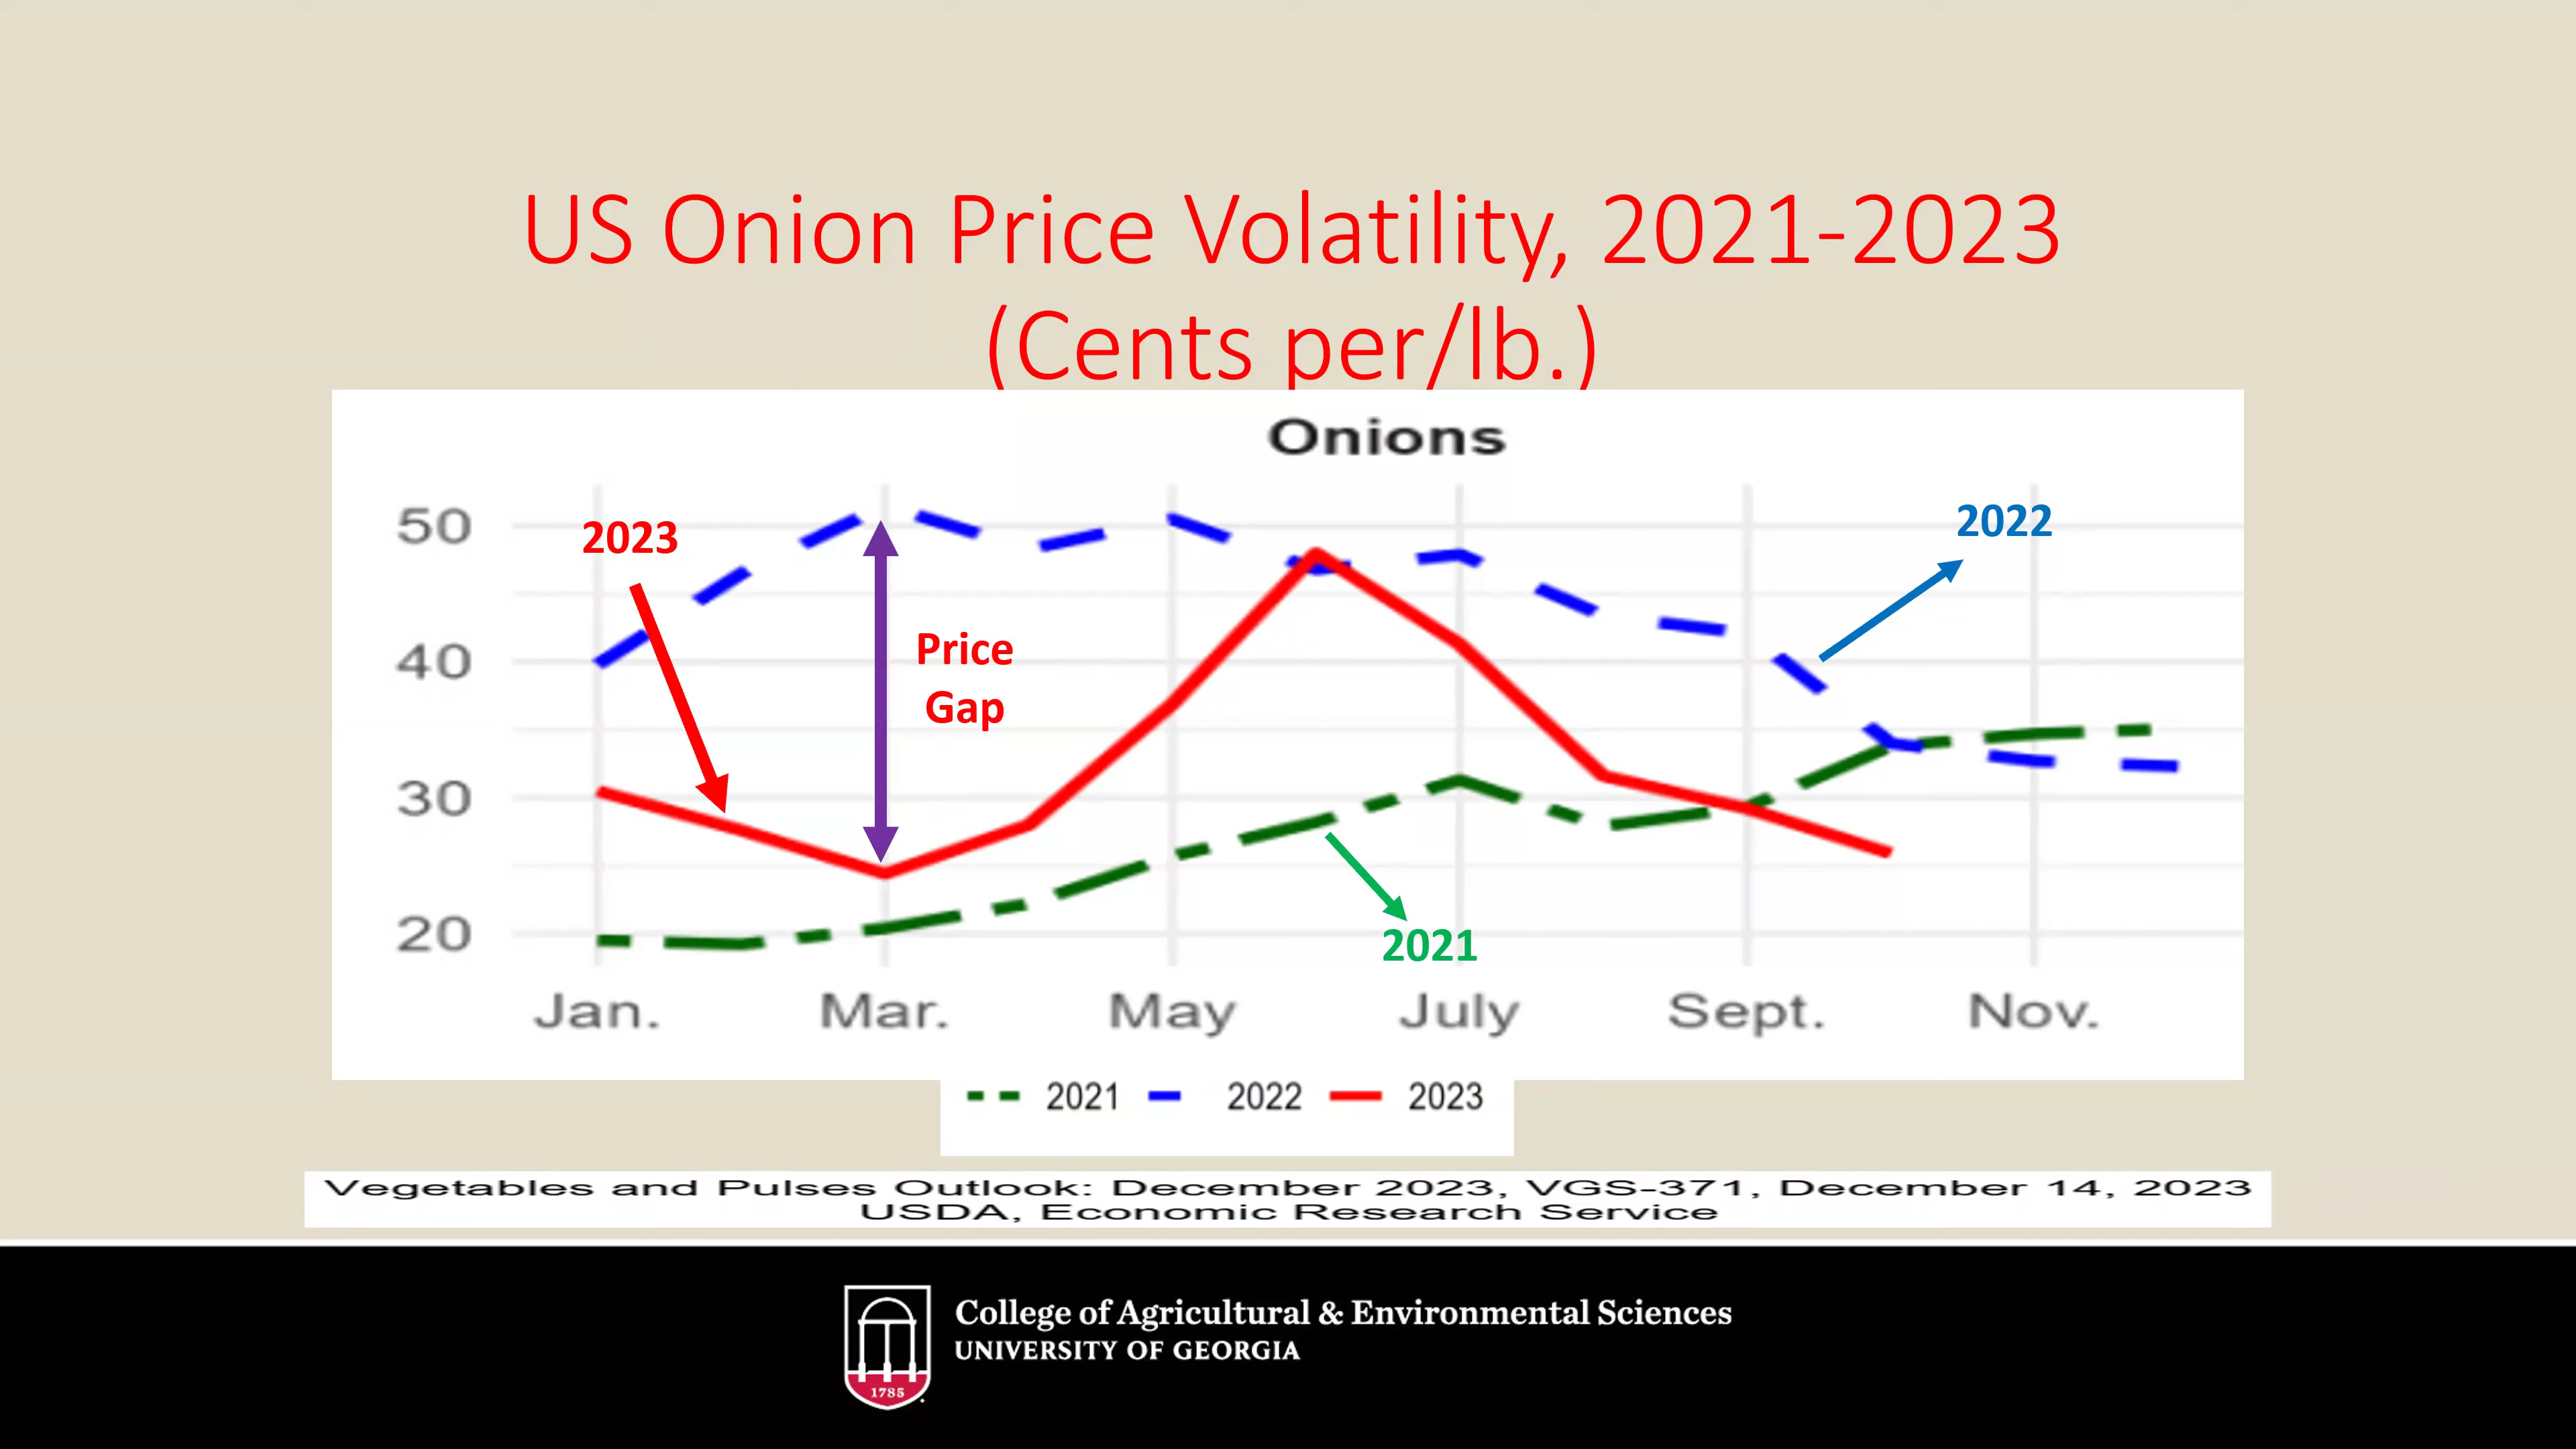 US Onion Price Volatility, 2021-2023
(Cents per/lb.)
Onions
50
40
30
20
2023
Price
Gap
2022
2021
Jan. Mar. May July Sept. Nov.
2021 2022 2023
Vegetables and Pulses Outlook: December 2023, VGS-371, December 14, 2023
USDA, Economic Research Service
College of Agricultural & Environmental Sciences
UNIVERSITY OF GEORGIA
1785